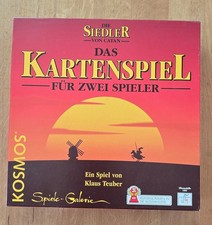 DIE
SIEDLER
VON CATAN
DAS
KARTENSPIEL
FÜR ZWEI SPIELER
Ein Spiel von
Klaus Teuber
KOSMOS
Spiele-Galerie